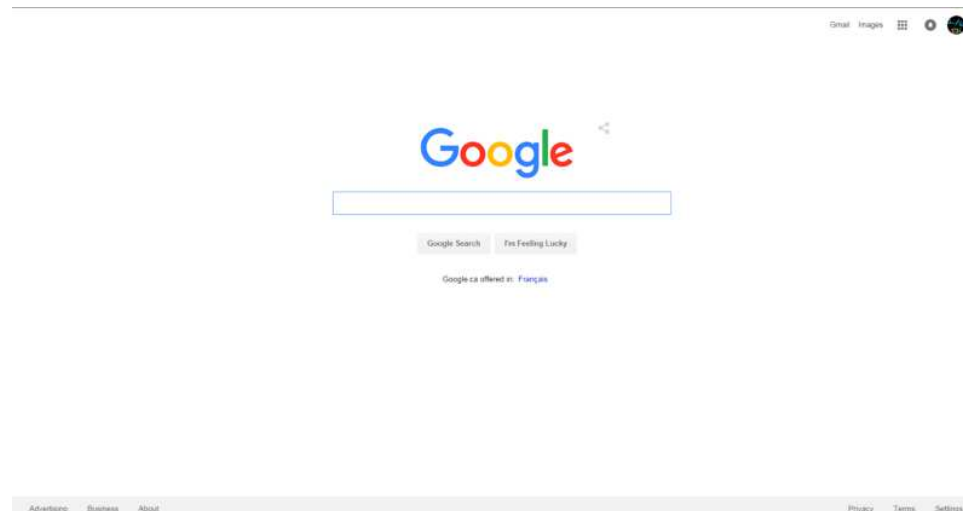 Gmail Images
Google
Google Search I'm Feeling Lucky
Google.ca offered in: Français
Advertising Business About Privacy Terms Settings